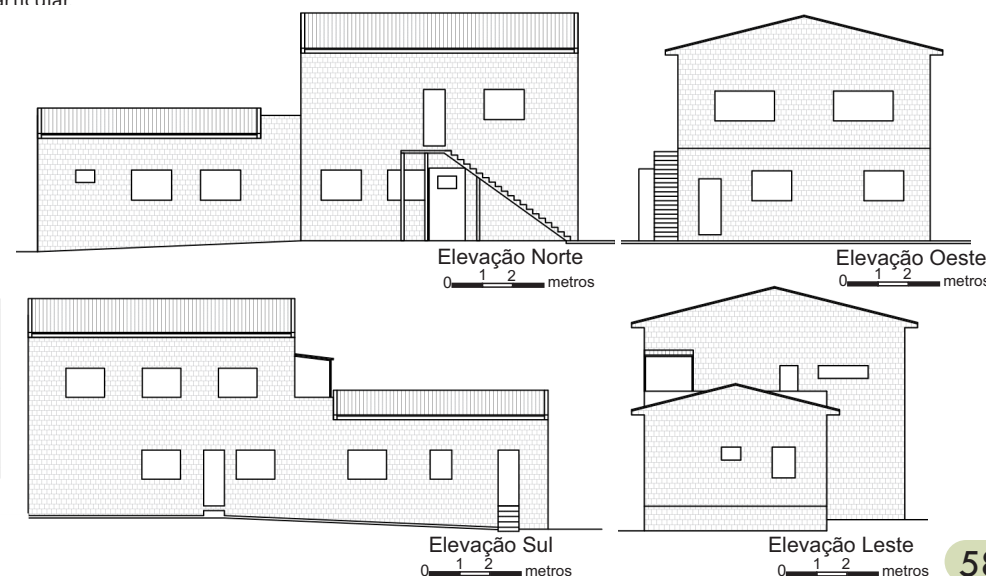 Elevação Norte
0 1 2 metros
Elevação Oeste
0 1 2 metros
Elevação Sul
0 1 2 metros
Elevação Leste
0 1 2 metros